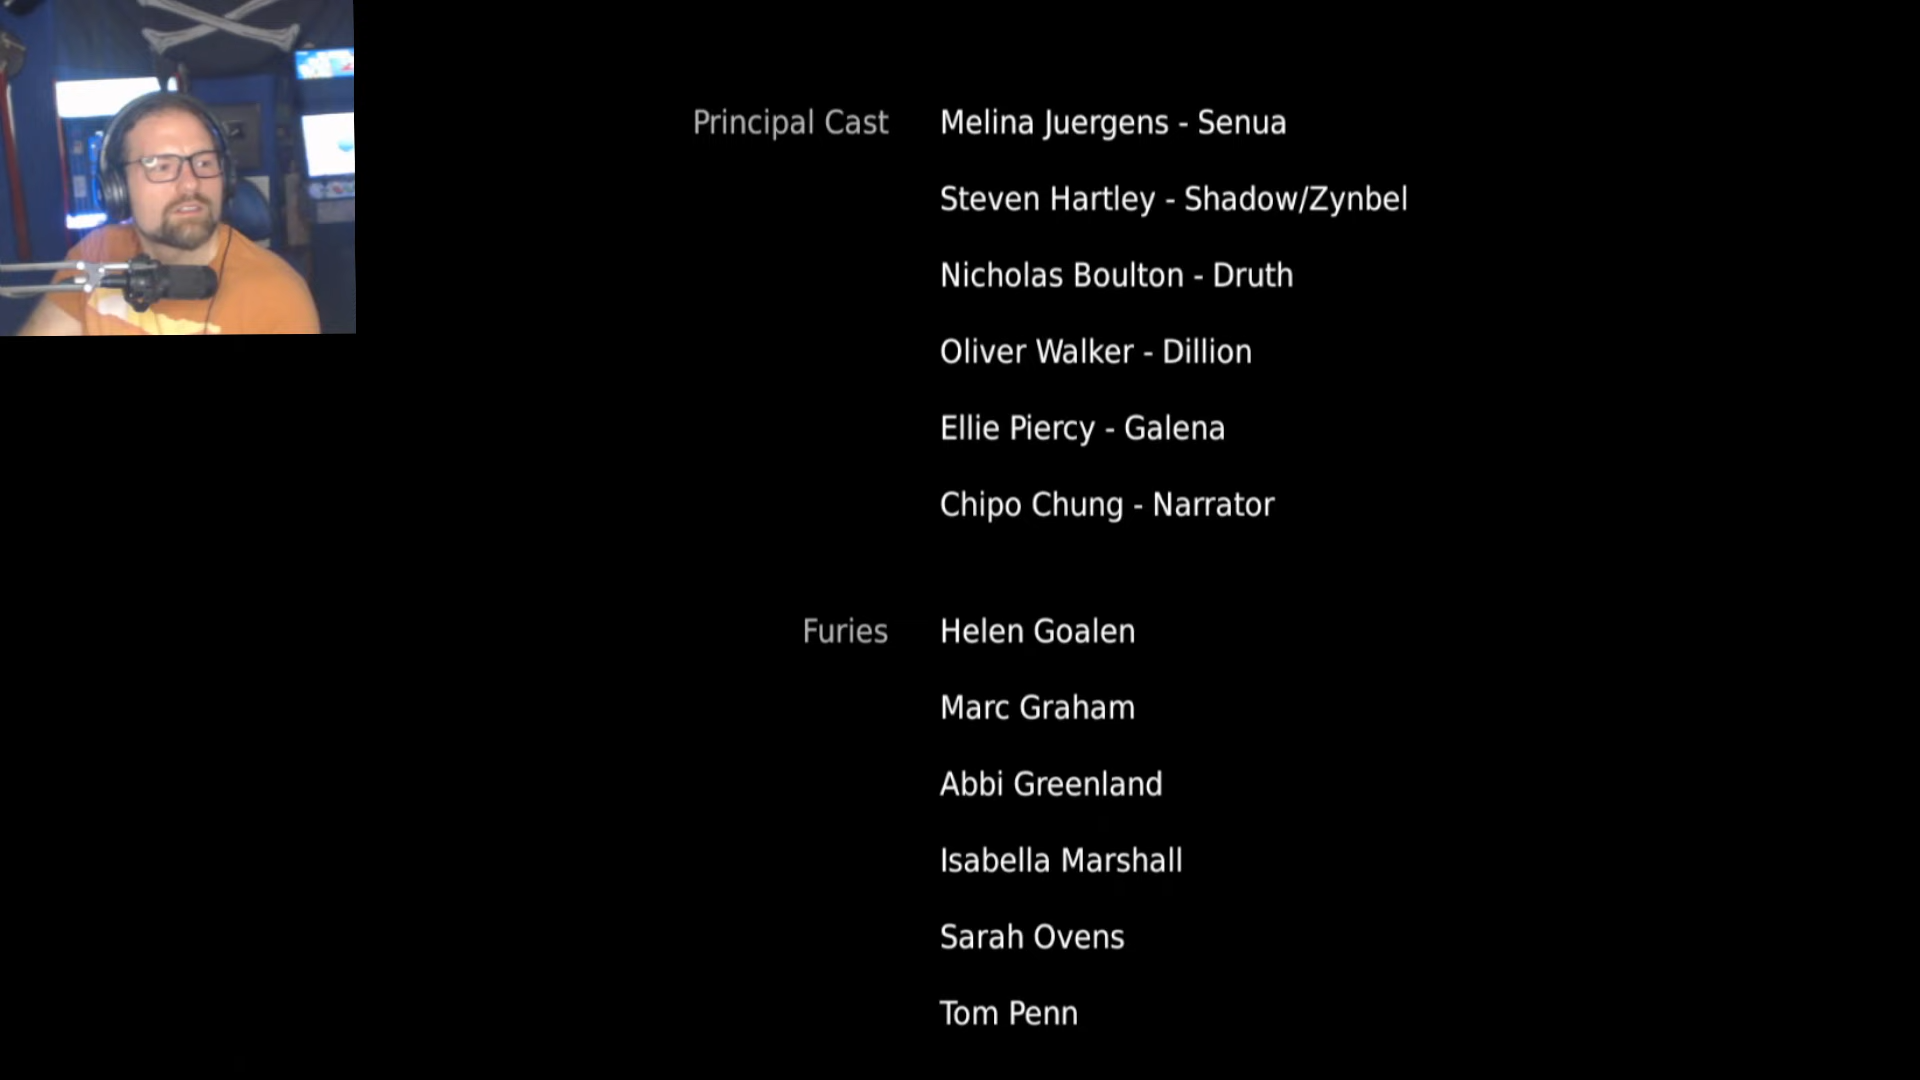 Principal Cast Melina Juergens - Senua
Steven Hartley - Shadow/Zynbel
Nicholas Boulton - Druth
Oliver Walker - Dillion
Ellie Piercy - Galena
Chipo Chung - Narrator
Furies Helen Goalen
Marc Graham
Abbi Greenland
Isabella Marshall
Sarah Ovens
Tom Penn